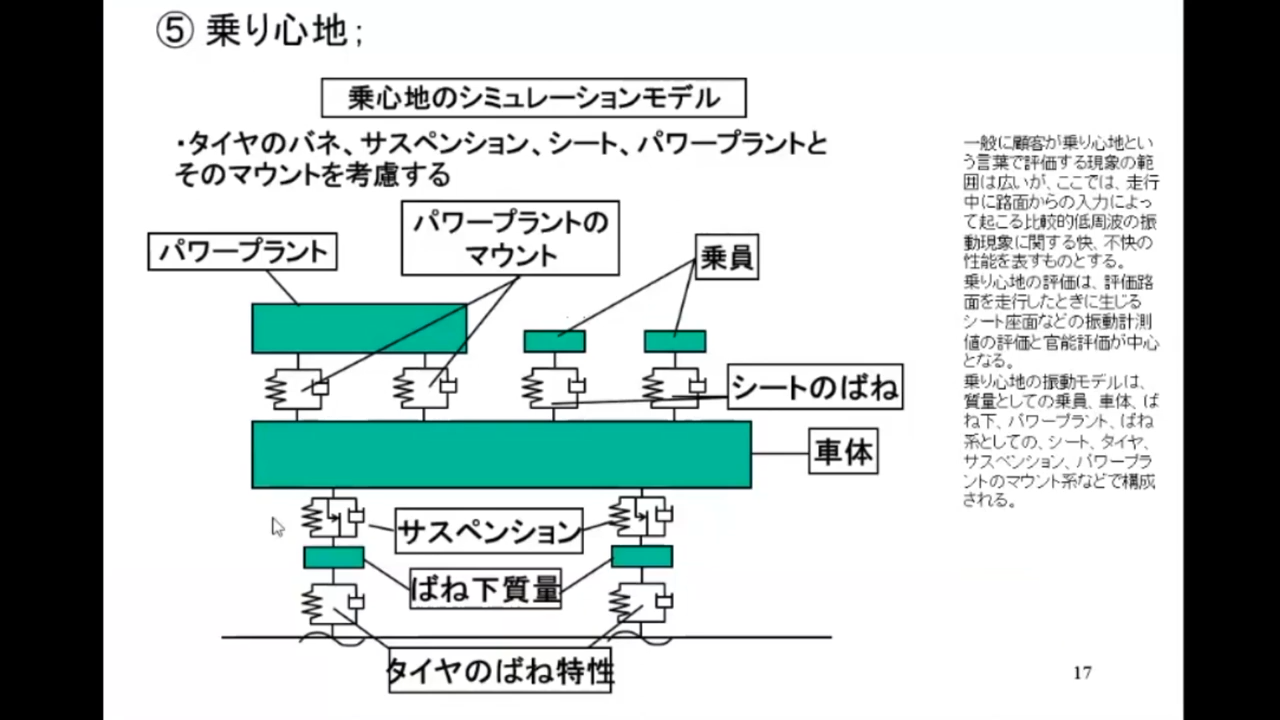 ⑤ 乗り心地;
乗心地のシミュレーションモデル
・タイヤのバネ、サスペンション、シート、パワープラントと
そのマウントを考慮する
パワープラント
パワープラントの
マウント
乗員
シートのばね
車体
サスペンション
ばね下質量
タイヤのばね特性
一般に顧客が乗り心地とい
う言葉で評価する現象の範
囲は広いが、ここでは、走行
中に路面からの入力によっ
て起こる比較的低周波の振
動現象に関する快、不快の
性能を表すものとする。
乗り心地の評価は、評価路
面を走行したときに生じる
シート座面などの振動計測
値の評価と官能評価が中心
となる。
乗り心地の振動モデルは、
質量としての乗員、車体、ば
ね下、パワープラント、ばね
系としての、シート、タイヤ、
サスペンション、パワープラ
ントのマウント系などで構成
される。
17